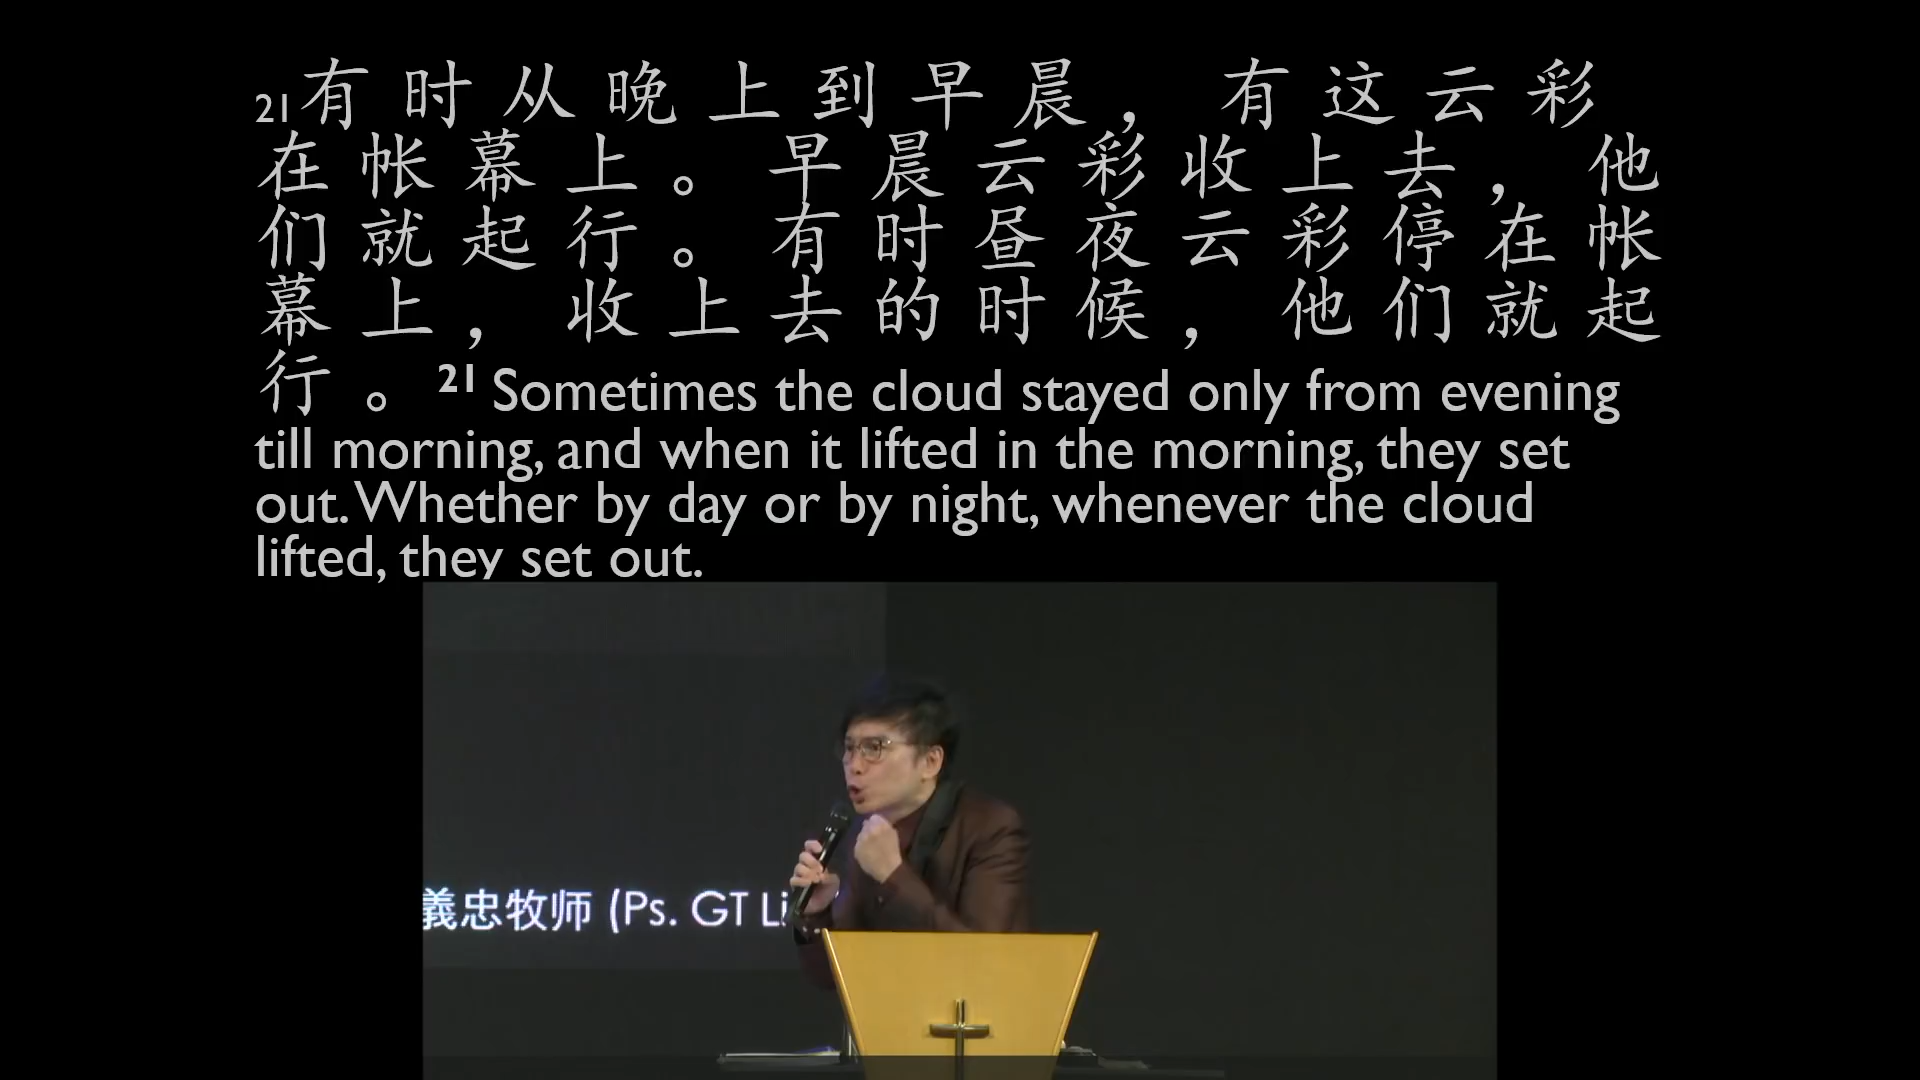 21有时从晚上到早晨，有这云彩
在帐幕上。早晨云彩收上去，他
们就起行。有时昼夜云彩停在帐
幕上，收上去的时候，他们就起
行。21 Sometimes the cloud stayed only from evening
till morning, and when it lifted in the morning, they set
out. Whether by day or by night, whenever the cloud
lifted, they set out.
義忠牧师 (Ps. GT Li